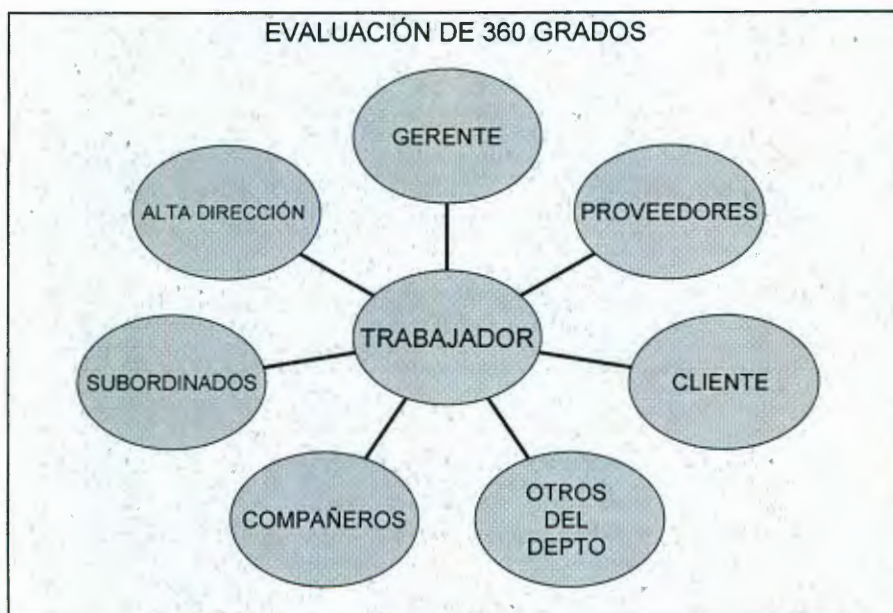 EVALUACIÓN DE 360 GRADOS
GERENTE
ALTA DIRECCIÓN
PROVEEDORES
TRABAJADOR
SUBORDINADOS
CLIENTE
COMPAÑEROS
OTROS
DEL
DEPTO